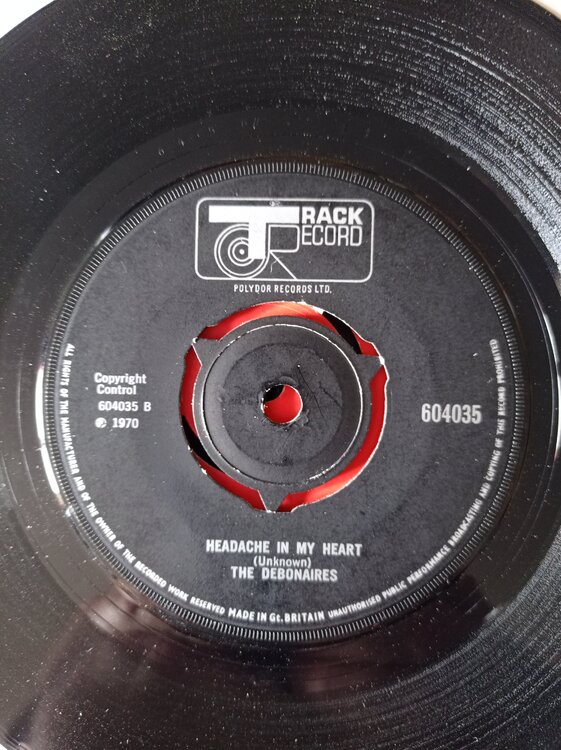 TRACK
RECORD
POLYDOR RECORDS LTD.
Copyright
Control
604035 B
℗ 1970
604035
HEADACHE IN MY HEART
(Unknown)
THE DEBONAIRES
ALL RIGHTS OF THE MANUFACTURER AND OF THE OWNER OF THE RECORDED WORK RESERVED MADE IN Gt. BRITAIN UNAUTHORISED PUBLIC PERFORMANCE BROADCASTING AND COPYING OF THIS RECORD PROHIBITED